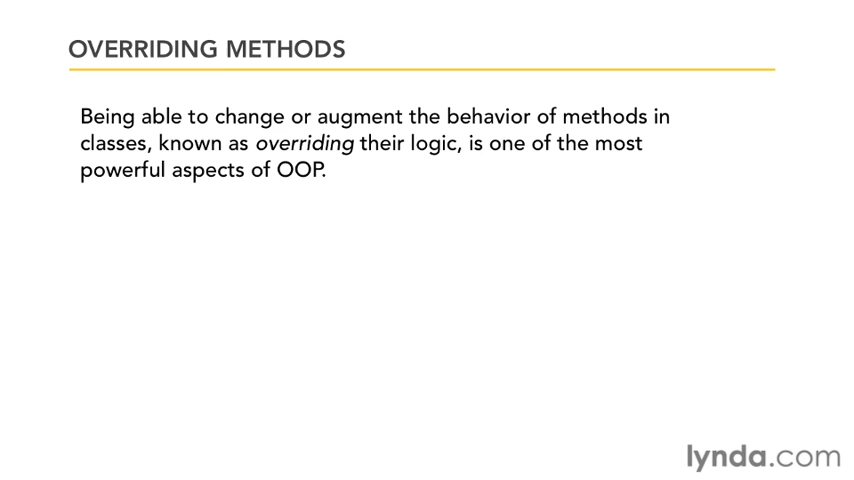 OVERRIDING METHODS
Being able to change or augment the behavior of methods in
classes, known as overriding their logic, is one of the most
powerful aspects of OOP.
lynda.com